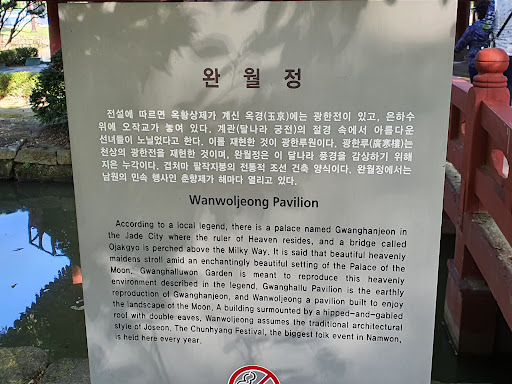 완월정
전설에 따르면 옥황상제가 계신 옥경(玉京)에는 광한전이 있고, 은하수
위에 오작교가 놓여 있다. 계관(달나라 궁전)의 절경 속에서 아름다운
선녀들이 노닐었다고 한다. 이를 재현한 것이 광한루원이다. 광한루(廣寒樓)는
천상의 광한전을 재현한 것이며, 완월정은 이 달나라 풍경을 감상하기 위해
지은 누각이다. 겹처마 팔작지붕의 전통적 조선 건축 양식이다. 완월정에서는
남원의 민속 행사인 춘향제가 해마다 열리고 있다.
Wanwoljeong Pavilion
According to a local legend, there is a palace named Gwanghanjeon in
the Jade City where the ruler of Heaven resides, and a bridge called
Ojakgyo is perched above the Milky Way. It is said that beautiful heavenly
maidens stroll amid an enchantingly beautiful setting of the Palace of the
Moon. Gwanghalluwon Garden is meant to reproduce this heavenly
environment described in the legend. Gwanghallu Pavilion is the earthly
reproduction of Gwanghanjeon, and Wanwoljeong a pavilion built to enjoy
the landscape of the Moon. A building surmounted by a hipped-and-gabled
roof with double eaves, Wanwoljeong assumes the traditional architectural
style of Joseon. The Chunhyang Festival, the biggest folk event in Namwon,
is held here every year.